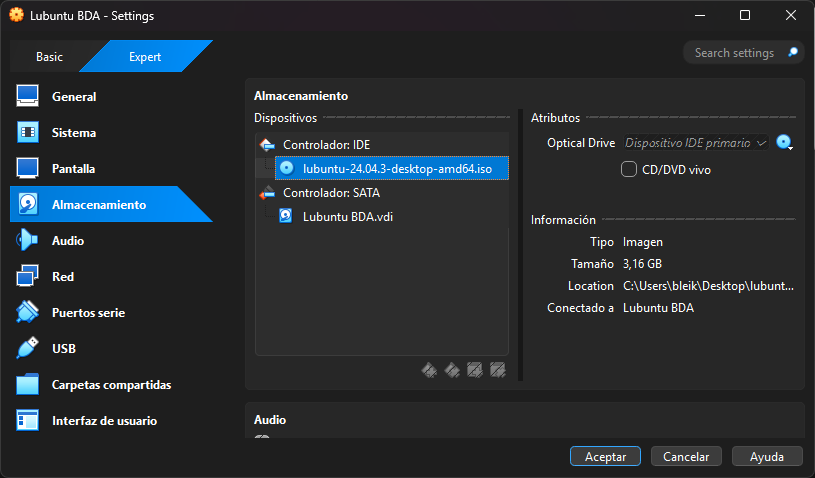 Lubuntu BDA - Settings
Basic
Expert
Search settings
General
Sistema
Pantalla
Almacenamiento
Audio
Red
Puertos serie
USB
Carpetas compartidas
Interfaz de usuario
Almacenamiento
Dispositivos
Controlador: IDE
lubuntu-24.04.3-desktop-amd64.iso
Controlador: SATA
Lubuntu BDA.vdi
Atributos
Optical Drive Dispositivo IDE primario
CD/DVD vivo
Información
Tipo Imagen
Tamaño 3,16 GB
Location C:\Users\bleik\Desktop\lubunt...
Conectado a Lubuntu BDA
Audio
Aceptar
Cancelar
Ayuda